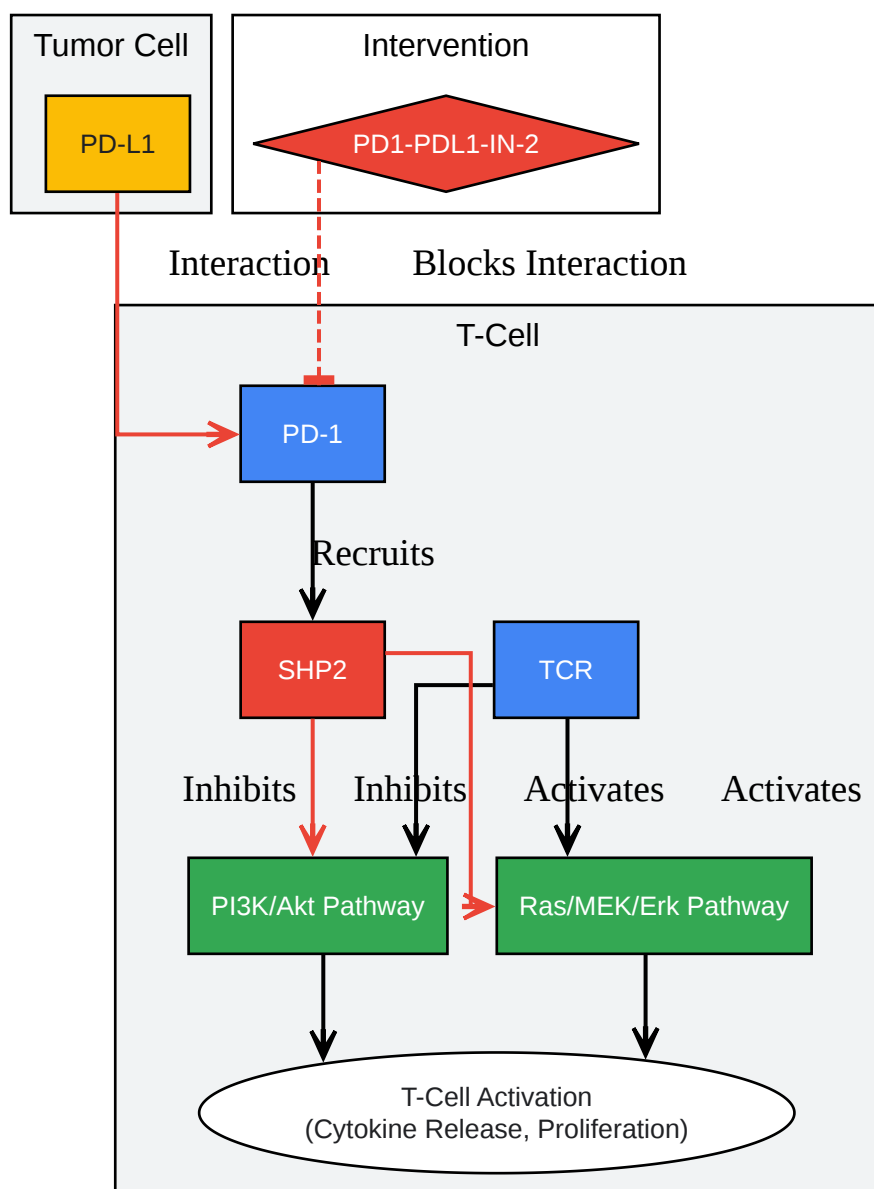 Tumor Cell
Intervention
PD-L1
PD1-PDL1-IN-2
Interaction
Blocks Interaction
T-Cell
PD-1
Recruits
SHP2
TCR
Inhibits
Inhibits
Activates
Activates
PI3K/Akt Pathway
Ras/MEK/Erk Pathway
T-Cell Activation
(Cytokine Release, Proliferation)